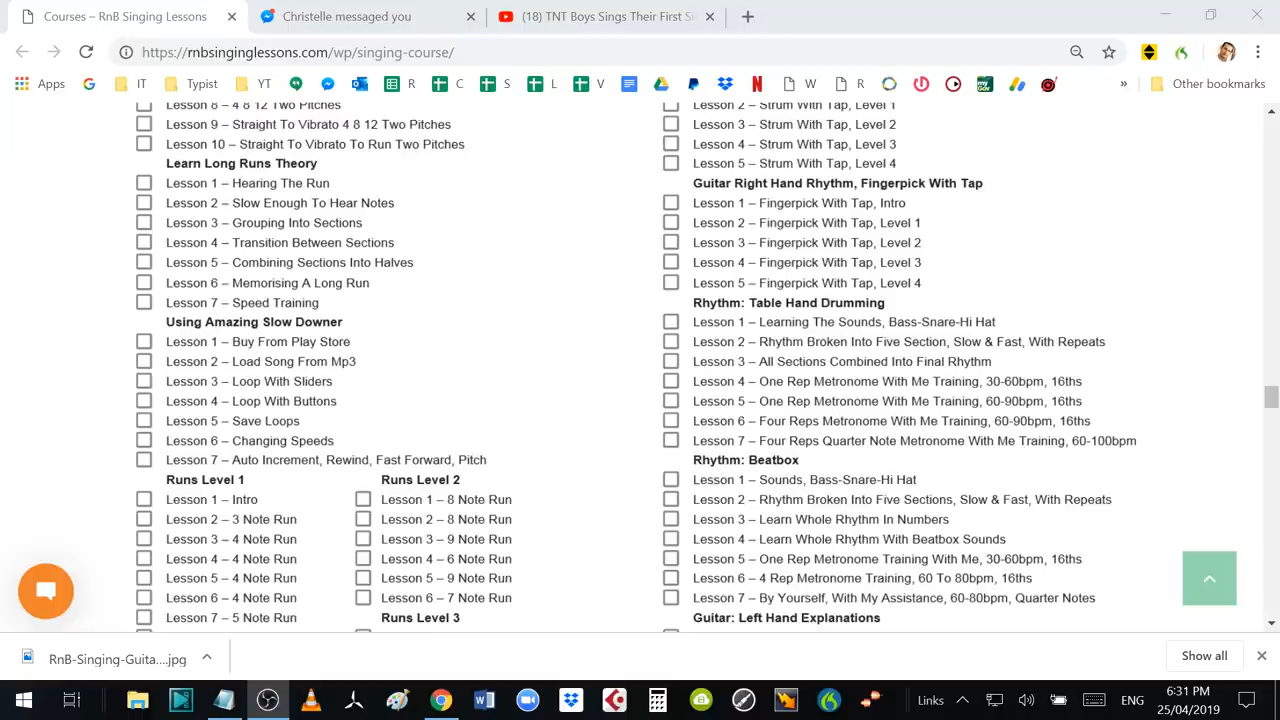 Courses – RnB Singing Lessons
Christelle messaged you
(18) TNT Boys Sings Their First Si
https://rnbsinginglessons.com/wp/singing-course/
Apps
IT
Typist
YT
R
C
S
L
V
W
R
»
Other bookmarks
Lesson 8 – 4 8 12 Two Pitches
Lesson 9 – Straight To Vibrato 4 8 12 Two Pitches
Lesson 10 – Straight To Vibrato To Run Two Pitches
Learn Long Runs Theory
Lesson 1 – Hearing The Run
Lesson 2 – Slow Enough To Hear Notes
Lesson 3 – Grouping Into Sections
Lesson 4 – Transition Between Sections
Lesson 5 – Combining Sections Into Halves
Lesson 6 – Memorising A Long Run
Lesson 7 – Speed Training
Using Amazing Slow Downer
Lesson 1 – Buy From Play Store
Lesson 2 – Load Song From Mp3
Lesson 3 – Loop With Sliders
Lesson 4 – Loop With Buttons
Lesson 5 – Save Loops
Lesson 6 – Changing Speeds
Lesson 7 – Auto Increment, Rewind, Fast Forward, Pitch
Runs Level 1
Lesson 1 – Intro
Lesson 2 – 3 Note Run
Lesson 3 – 4 Note Run
Lesson 4 – 4 Note Run
Lesson 5 – 4 Note Run
Lesson 6 – 4 Note Run
Lesson 7 – 5 Note Run
Runs Level 2
Lesson 1 – 8 Note Run
Lesson 2 – 8 Note Run
Lesson 3 – 9 Note Run
Lesson 4 – 6 Note Run
Lesson 5 – 9 Note Run
Lesson 6 – 7 Note Run
Runs Level 3
Lesson 2 – Strum With Tap, Level 1
Lesson 3 – Strum With Tap, Level 2
Lesson 4 – Strum With Tap, Level 3
Lesson 5 – Strum With Tap, Level 4
Guitar Right Hand Rhythm, Fingerpick With Tap
Lesson 1 – Fingerpick With Tap, Intro
Lesson 2 – Fingerpick With Tap, Level 1
Lesson 3 – Fingerpick With Tap, Level 2
Lesson 4 – Fingerpick With Tap, Level 3
Lesson 5 – Fingerpick With Tap, Level 4
Rhythm: Table Hand Drumming
Lesson 1 – Learning The Sounds, Bass-Snare-Hi Hat
Lesson 2 – Rhythm Broken Into Five Section, Slow & Fast, With Repeats
Lesson 3 – All Sections Combined Into Final Rhythm
Lesson 4 – One Rep Metronome With Me Training, 30-60bpm, 16ths
Lesson 5 – One Rep Metronome With Me Training, 60-90bpm, 16ths
Lesson 6 – Four Reps Metronome With Me Training, 60-90bpm, 16ths
Lesson 7 – Four Reps Quarter Note Metronome With Me Training, 60-100bpm
Rhythm: Beatbox
Lesson 1 – Sounds, Bass-Snare-Hi Hat
Lesson 2 – Rhythm Broken Into Five Sections, Slow & Fast, With Repeats
Lesson 3 – Learn Whole Rhythm In Numbers
Lesson 4 – Learn Whole Rhythm With Beatbox Sounds
Lesson 5 – One Rep Metronome Training With Me, 30-60bpm, 16ths
Lesson 6 – 4 Rep Metronome Training, 60 To 80bpm, 16ths
Lesson 7 – By Yourself, With My Assistance, 60-80bpm, Quarter Notes
Guitar: Left Hand Explanations
RnB-Singing-Guita....jpg
Show all
Links
ENG
6:31 PM
25/04/2019